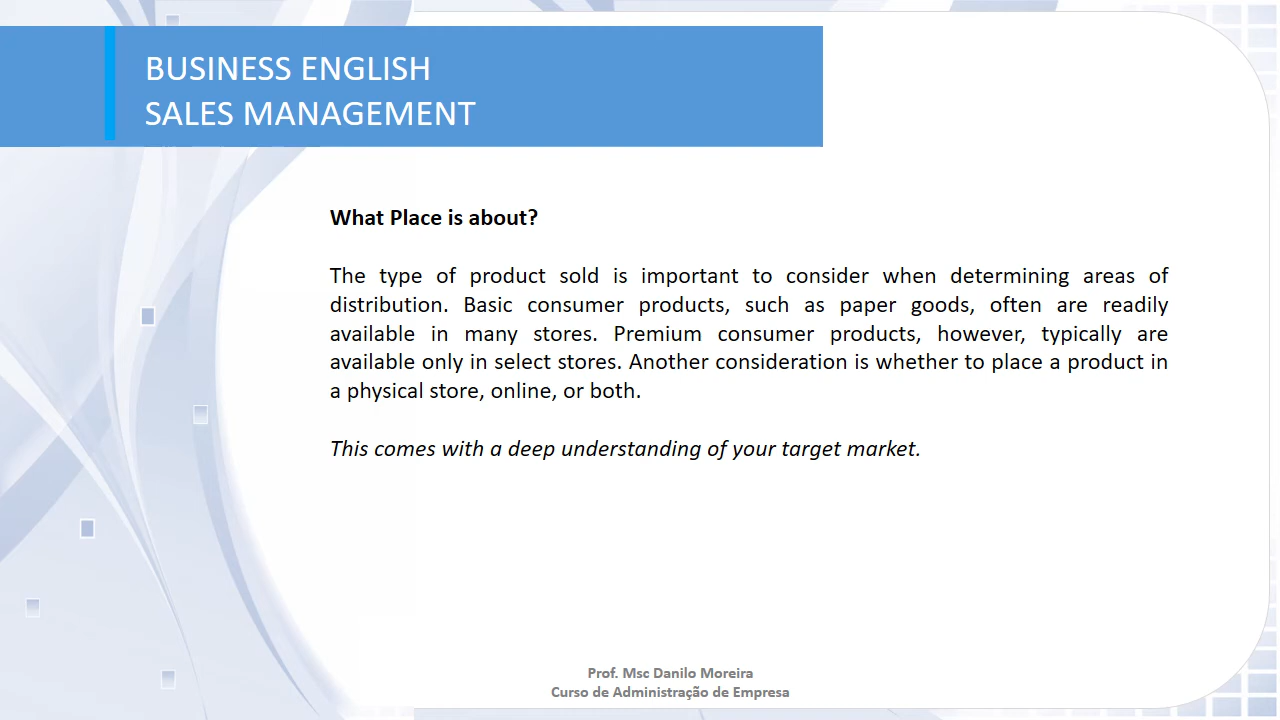 BUSINESS ENGLISH
SALES MANAGEMENT
What Place is about?
The type of product sold is important to consider when determining areas of
distribution. Basic consumer products, such as paper goods, often are readily
available in many stores. Premium consumer products, however, typically are
available only in select stores. Another consideration is whether to place a product in
a physical store, online, or both.
This comes with a deep understanding of your target market.
Prof. Msc Danilo Moreira
Curso de Administração de Empresa